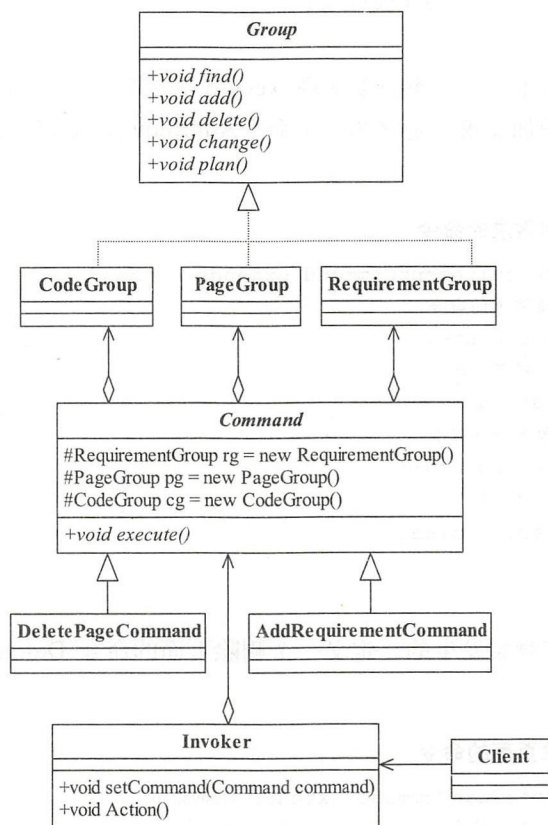 Group
+void find()
+void add()
+void delete()
+void change()
+void plan()
CodeGroup
PageGroup
RequirementGroup
Command
#RequirementGroup rg = new RequirementGroup()
#PageGroup pg = new PageGroup()
#CodeGroup cg = new CodeGroup()
+void execute()
DeletePageCommand
AddRequirementCommand
Invoker
+void setCommand(Command command)
+void Action()
Client